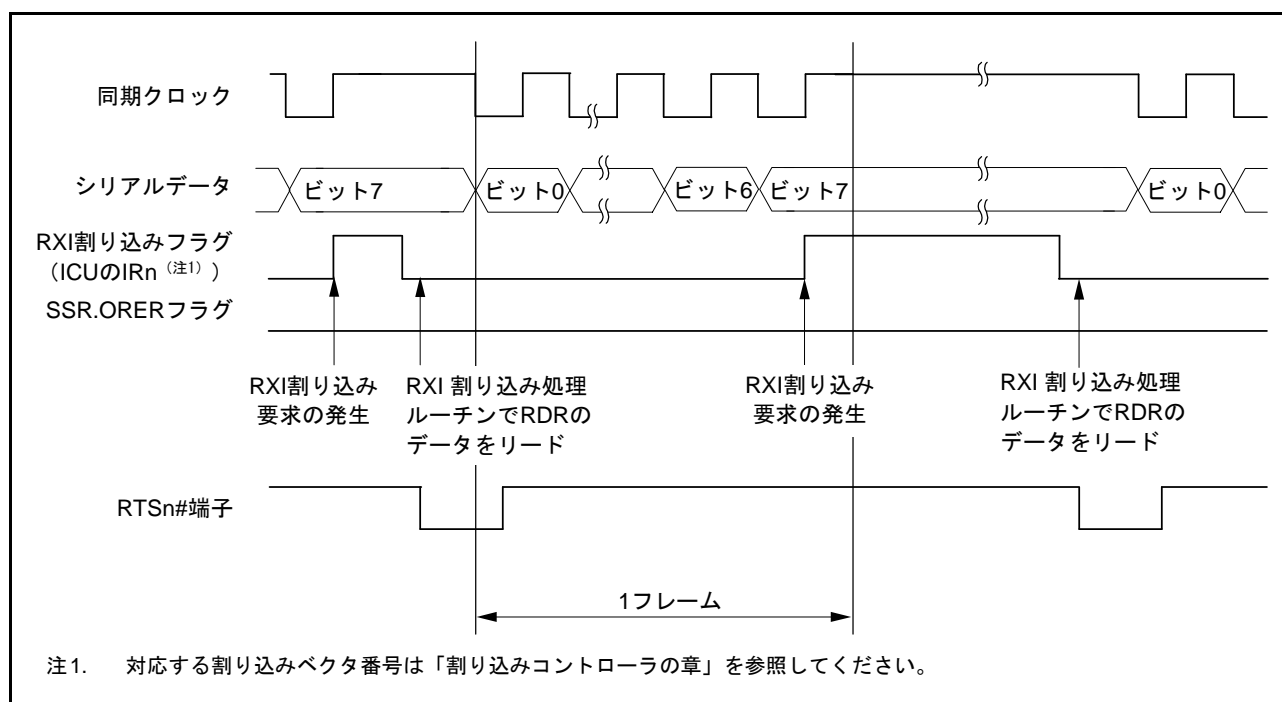 同期クロック
シリアルデータ
ビット7
ビット0
ビット6
ビット7
ビット0
RXI割り込みフラグ
（ICUのIRn（注1））
SSR.ORERフラグ
RXI割り込み
要求の発生
RXI 割り込み処理
ルーチンでRDRの
データをリード
RXI割り込み
要求の発生
RXI 割り込み処理
ルーチンでRDRの
データをリード
RTSn#端子
1フレーム
注1. 対応する割り込みベクタ番号は「割り込みコントローラの章」を参照してください。